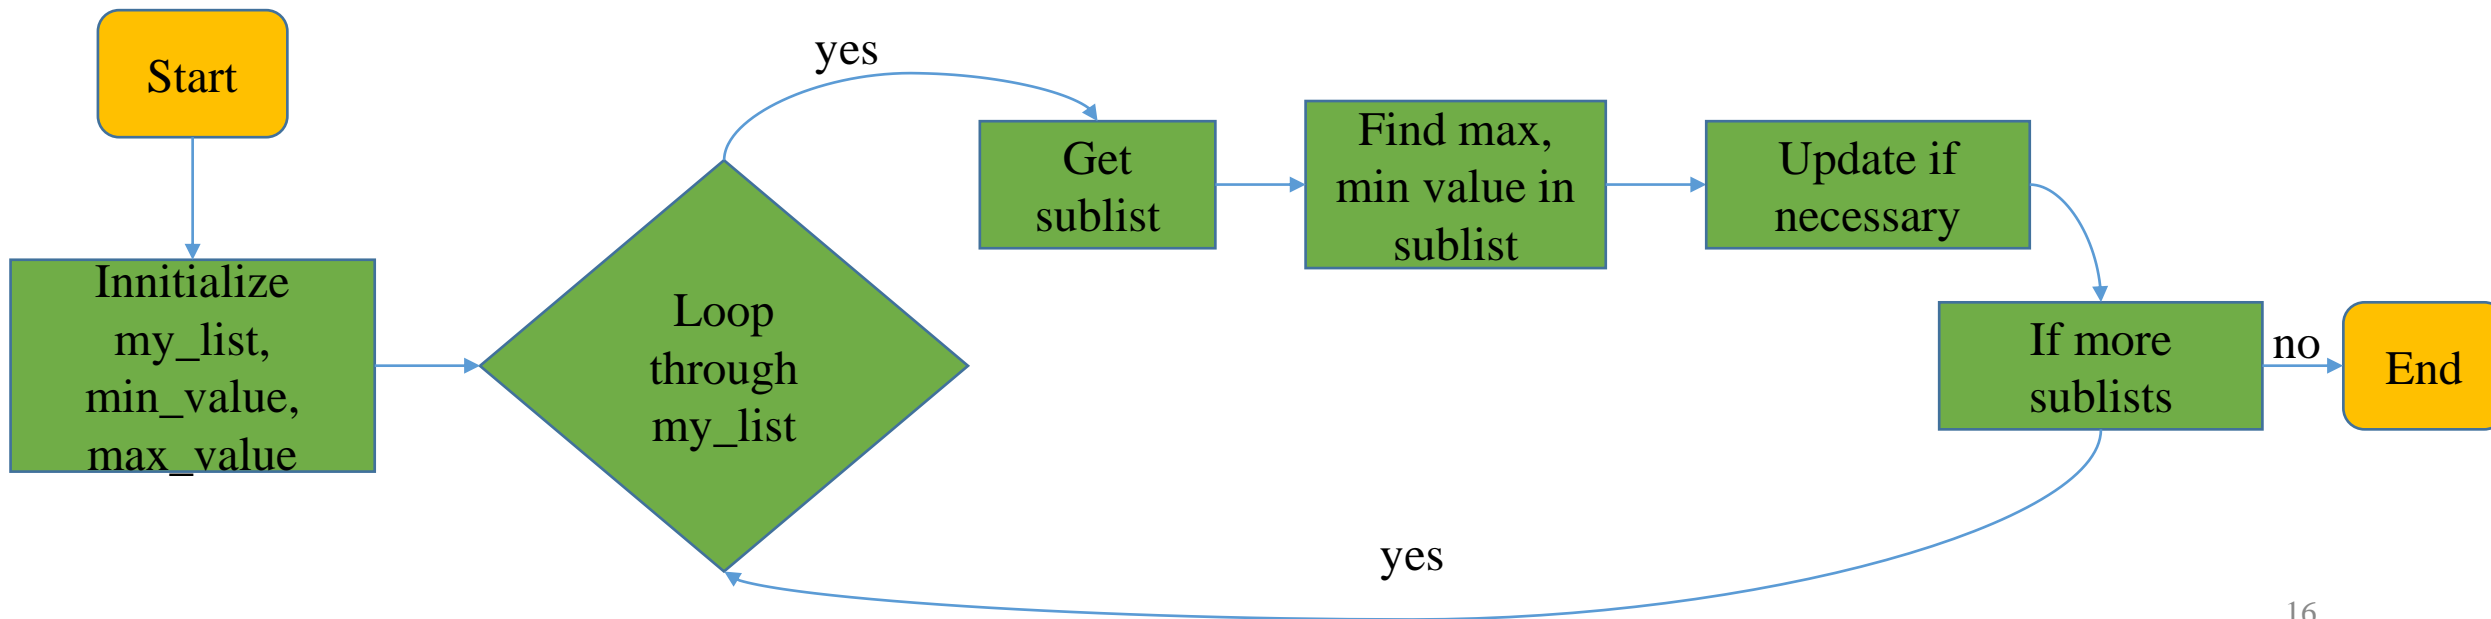 Start
Innitialize
my_list,
min_value,
max_value
Loop
through
my_list
yes
Get
sublist
Find max,
min value in
sublist
Update if
necessary
If more
sublists
no
End
yes
16